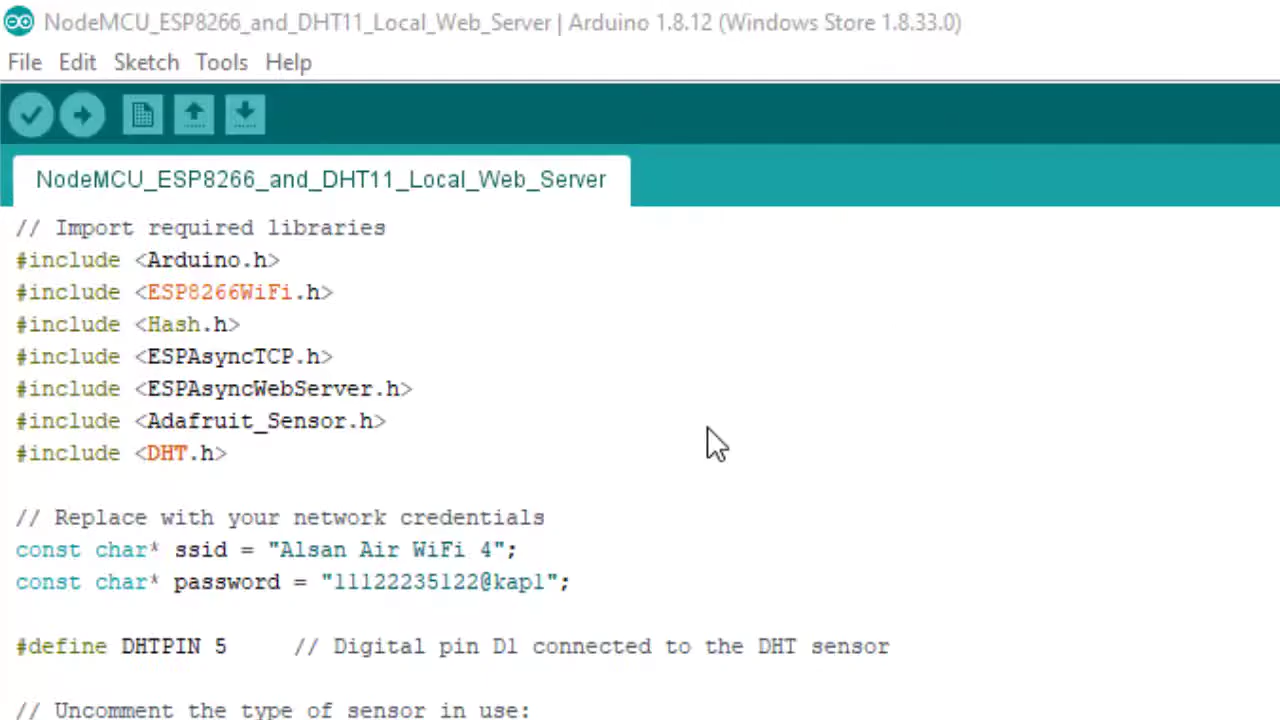 NodeMCU_ESP8266_and_DHT11_Local_Web_Server | Arduino 1.8.12 (Windows Store 1.8.33.0)
File Edit Sketch Tools Help
NodeMCU_ESP8266_and_DHT11_Local_Web_Server
// Import required libraries
#include <Arduino.h>
#include <ESP8266WiFi.h>
#include <Hash.h>
#include <ESPAsyncTCP.h>
#include <ESPAsyncWebServer.h>
#include <Adafruit_Sensor.h>
#include <DHT.h>
// Replace with your network credentials
const char* ssid = "Alsan Air WiFi 4";
const char* password = "11122235122@kap1";
#define DHTPIN 5 // Digital pin D1 connected to the DHT sensor
// Uncomment the type of sensor in use: